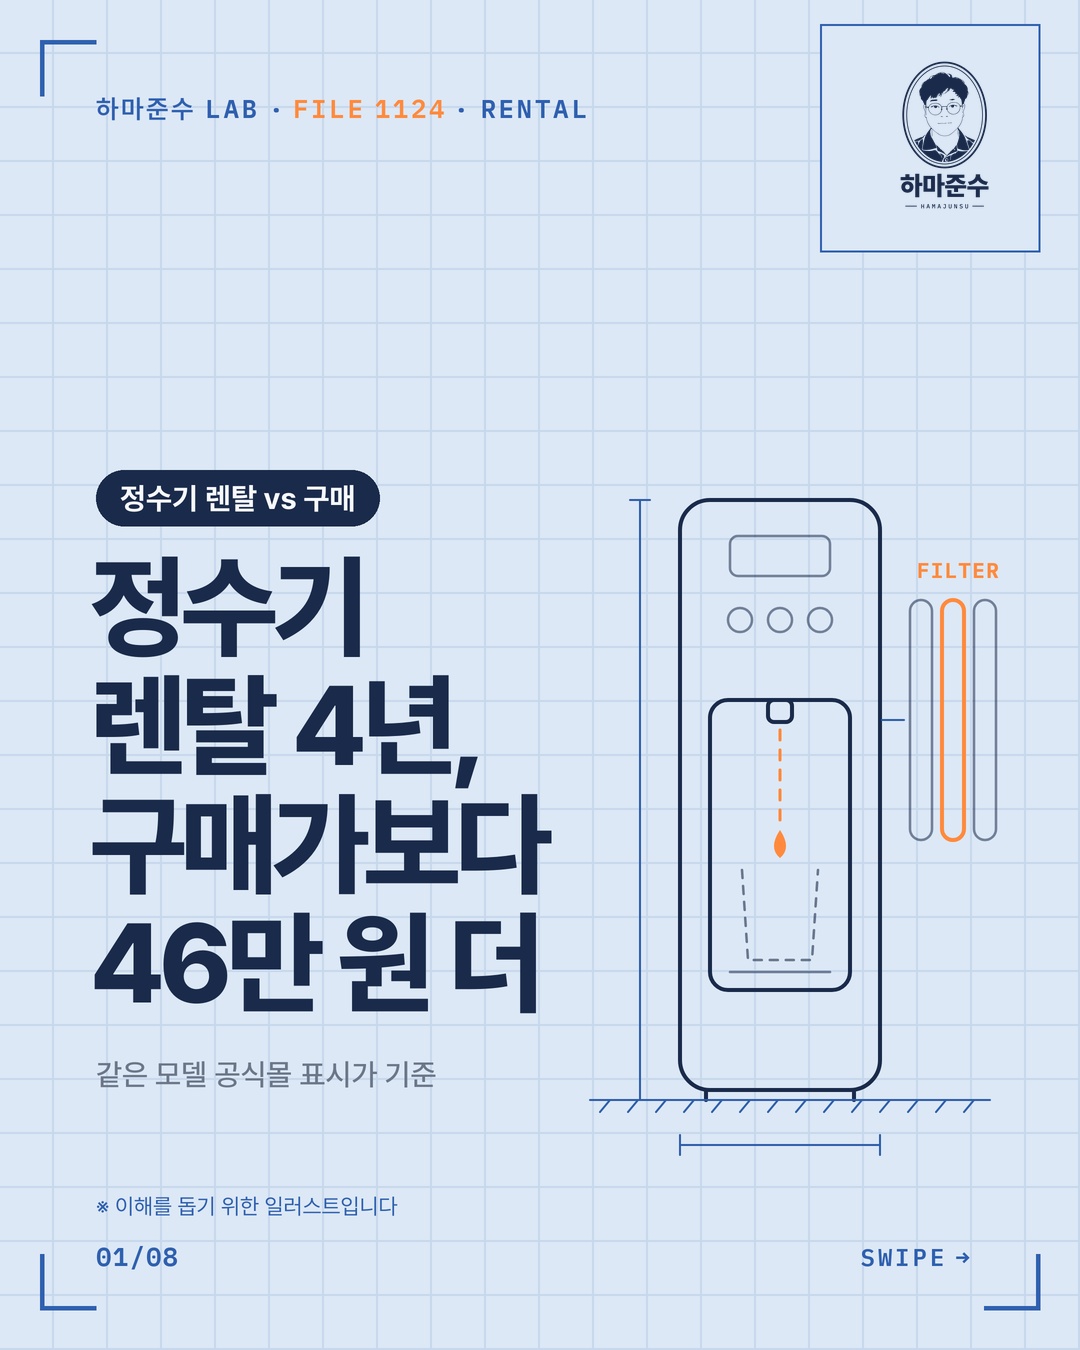 하마준수 LAB · FILE 1124 · RENTAL
하마준수
HAMAJUNSU
정수기 렌탈 vs 구매
정수기
렌탈 4년,
구매가보다
46만 원 더
같은 모델 공식몰 표시가 기준
FILTER
※ 이해를 돕기 위한 일러스트입니다
01/08
SWIPE →